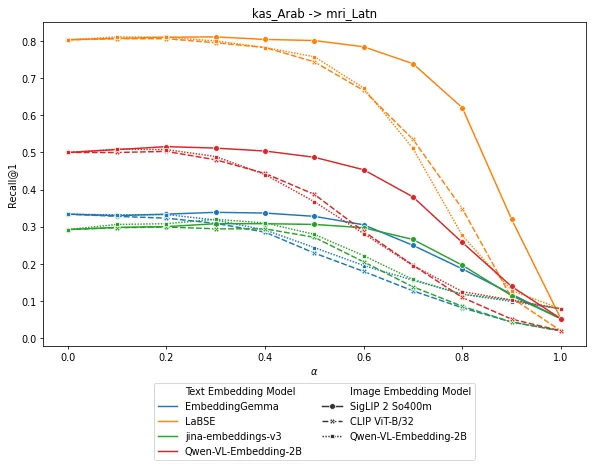 kas_Arab -> mri_Latn
Recall@1
0.8
0.7
0.6
0.5
0.4
0.3
0.2
0.1
0.0
0.0 0.2 0.4 0.6 0.8 1.0
α
Text Embedding Model Image Embedding Model
EmbeddingGemma SigLIP 2 So400m
LaBSE CLIP ViT-B/32
jina-embeddings-v3 Qwen-VL-Embedding-2B
Qwen-VL-Embedding-2B